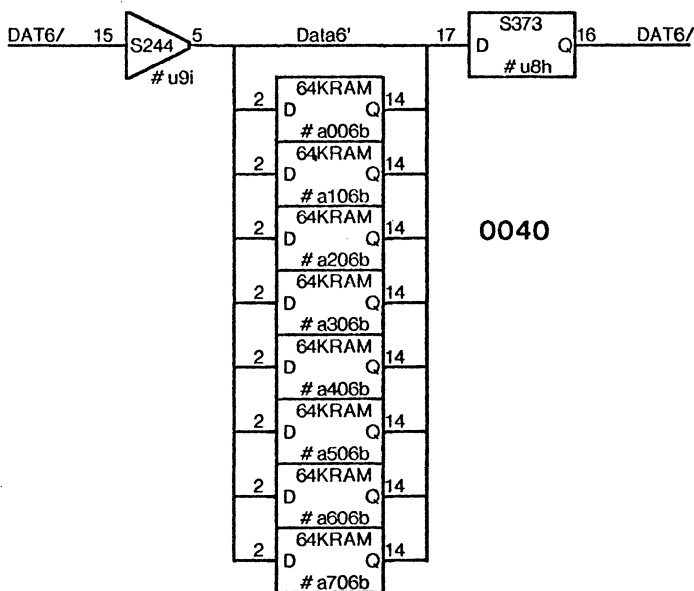 DAT6/ 15 S244 5 Data6' 17 S373 D Q 16 DAT6/
# u9i # u8h
64KRAM
2 D Q 14
# a006b
64KRAM
2 D Q 14
# a106b
64KRAM
2 D Q 14
# a206b
0040
64KRAM
2 D Q 14
# a306b
64KRAM
2 D Q 14
# a406b
64KRAM
2 D Q 14
# a506b
64KRAM
2 D Q 14
# a606b
64KRAM
2 D Q 14
# a706b